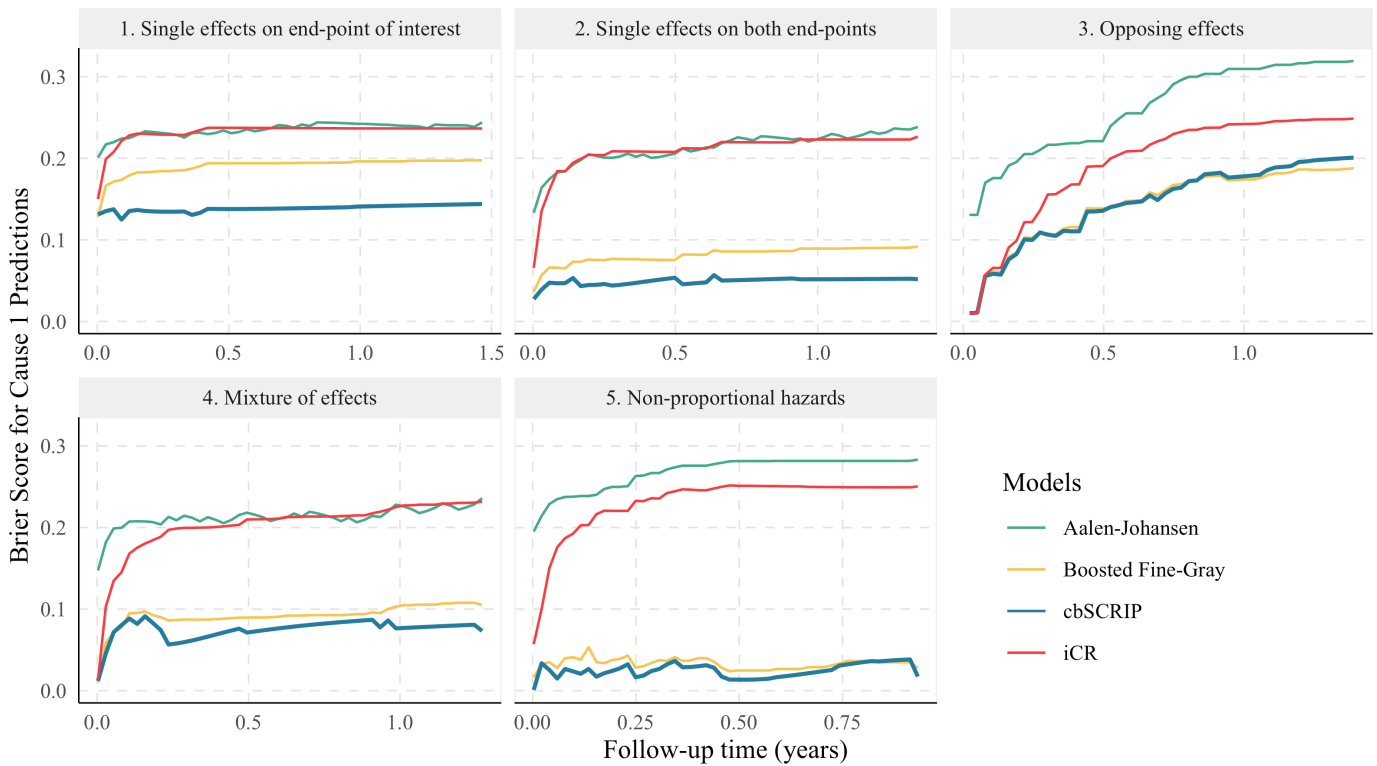 Brier Score for Cause 1 Predictions
1. Single effects on end-point of interest
2. Single effects on both end-points
3. Opposing effects
0.3
0.2
0.1
0.0
0.0 0.5 1.0 1.5
0.0 0.5 1.0
0.0 0.5 1.0
4. Mixture of effects
5. Non-proportional hazards
0.3
0.2
0.1
0.0
0.0 0.5 1.0
0.00 0.25 0.50 0.75
Follow-up time (years)
Models
Aalen-Johansen
Boosted Fine-Gray
cbSCRIP
iCR